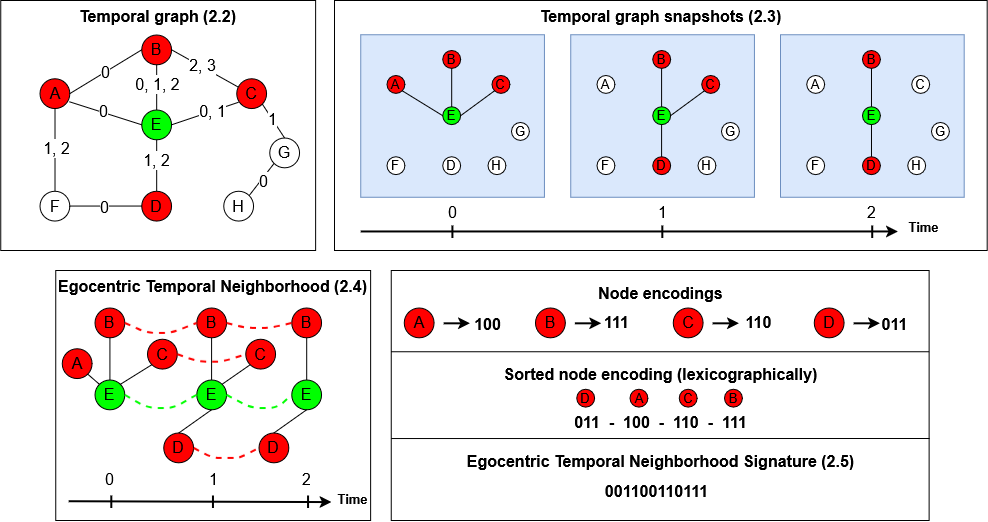 Temporal graph (2.2)
B
0
2, 3
0, 1, 2
A
C
0
0, 1
E
1
1, 2
1, 2
G
0
F
0
D
H
Temporal graph snapshots (2.3)
B
A
C
E
G
F
D
H
B
A
C
E
G
F
D
H
B
A
C
E
G
F
D
H
0
1
2
Time
Egocentric Temporal Neighborhood (2.4)
B
B
B
A
C
C
E
E
E
D
D
0
1
2
Time
Node encodings
A 100
B 111
C 110
D 011
Sorted node encoding (lexicographically)
D A C B
011 - 100 - 110 - 111
Egocentric Temporal Neighborhood Signature (2.5)
001100110111